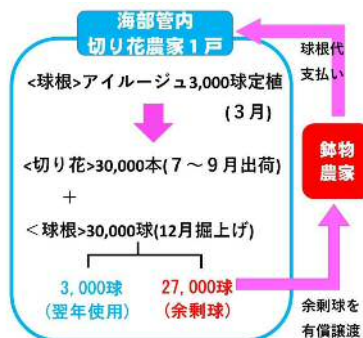 海部管内
切り花農家１戸
<球根>アイルージュ3,000球定植
(３月)
<切り花>30,000本(７～９月出荷)
+
＜球根>30,000球(12月掘上げ)
3,000球
(翌年使用)
27,000球
(余剰球)
球根代
支払い
鉢物
農家
余剰球を
有償譲渡